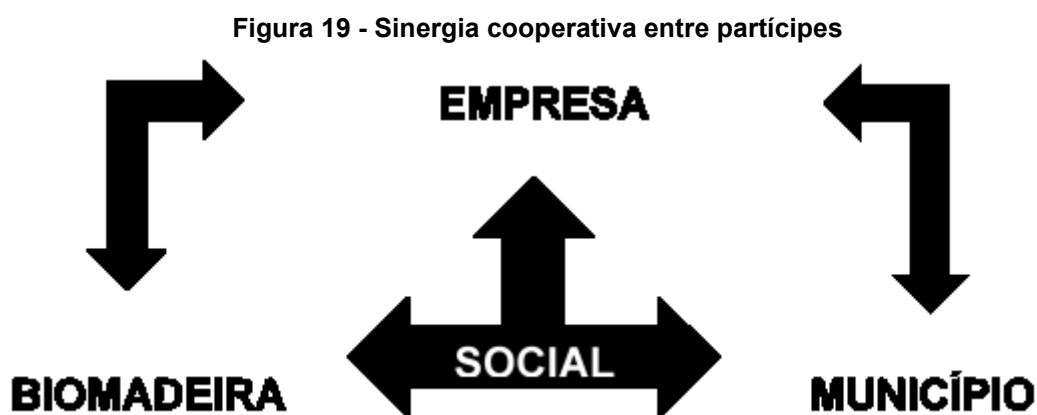 Figura 19 - Sinergia cooperativa entre partícipes
EMPRESA
SOCIAL
BIOMADEIRA
MUNICÍPIO